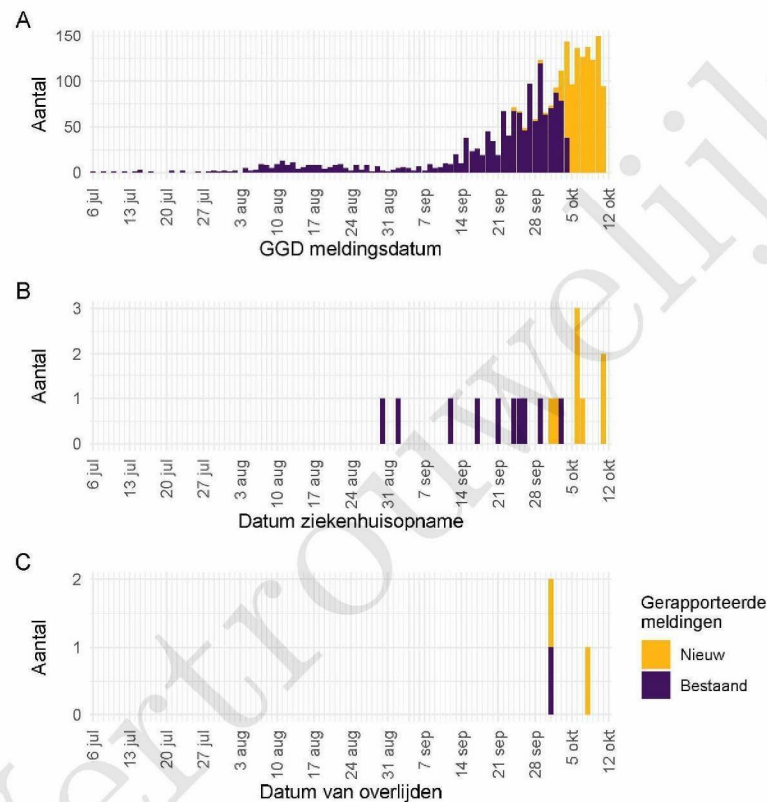 A
150
100
50
0
Aantal
6 jul
13 jul
20 jul
27 jul
3 aug
10 aug
17 aug
24 aug
31 aug
7 sep
14 sep
21 sep
28 sep
5 okt
12 okt
GGD meldingsdatum
B
3
2
1
0
Aantal
6 jul
13 jul
20 jul
27 jul
3 aug
10 aug
17 aug
24 aug
31 aug
7 sep
14 sep
21 sep
28 sep
5 okt
12 okt
Datum ziekenhuisopname
C
2
1
0
Aantal
6 jul
13 jul
20 jul
27 jul
3 aug
10 aug
17 aug
24 aug
31 aug
7 sep
14 sep
21 sep
28 sep
5 okt
12 okt
Datum van overlijden
Gerapporteerde
meldingen
Nieuw
Bestaand
fertrouwelijk